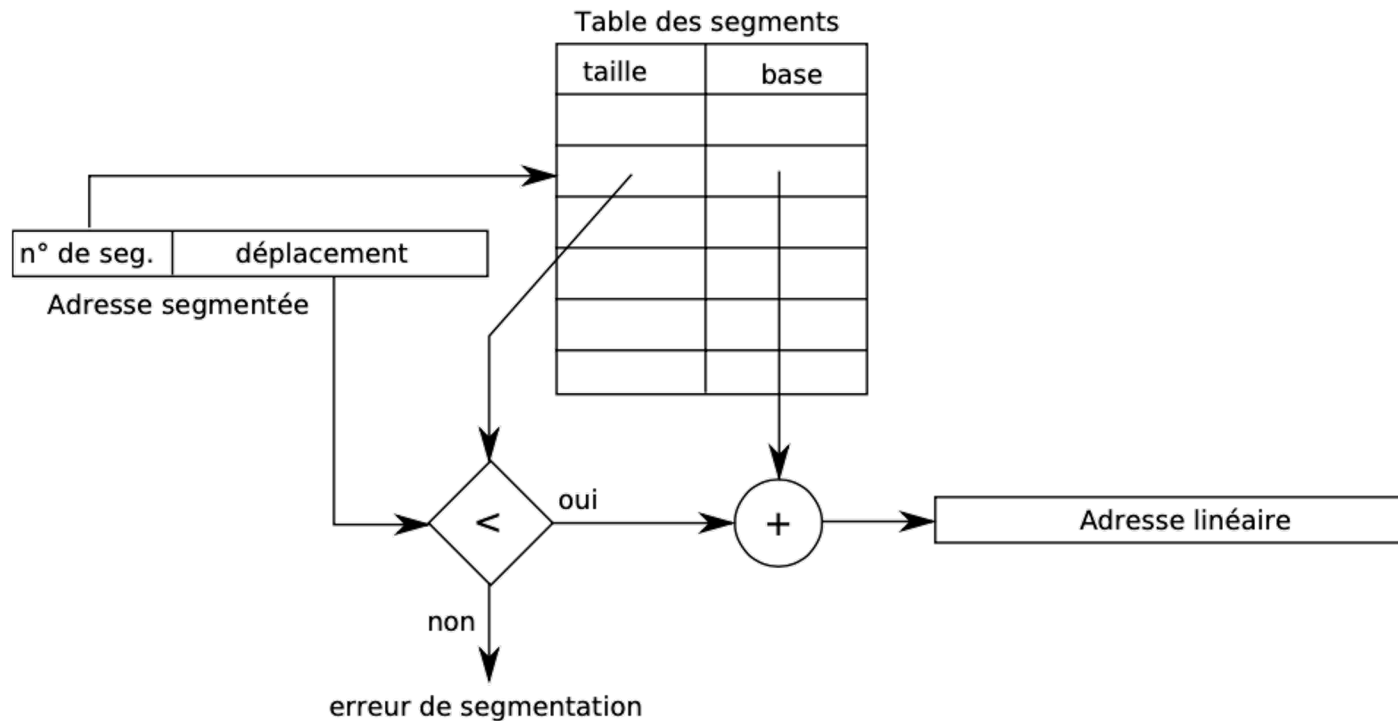 Table des segments
taille
base
n° de seg.
déplacement
Adresse segmentée
<
oui
+
Adresse linéaire
non
erreur de segmentation